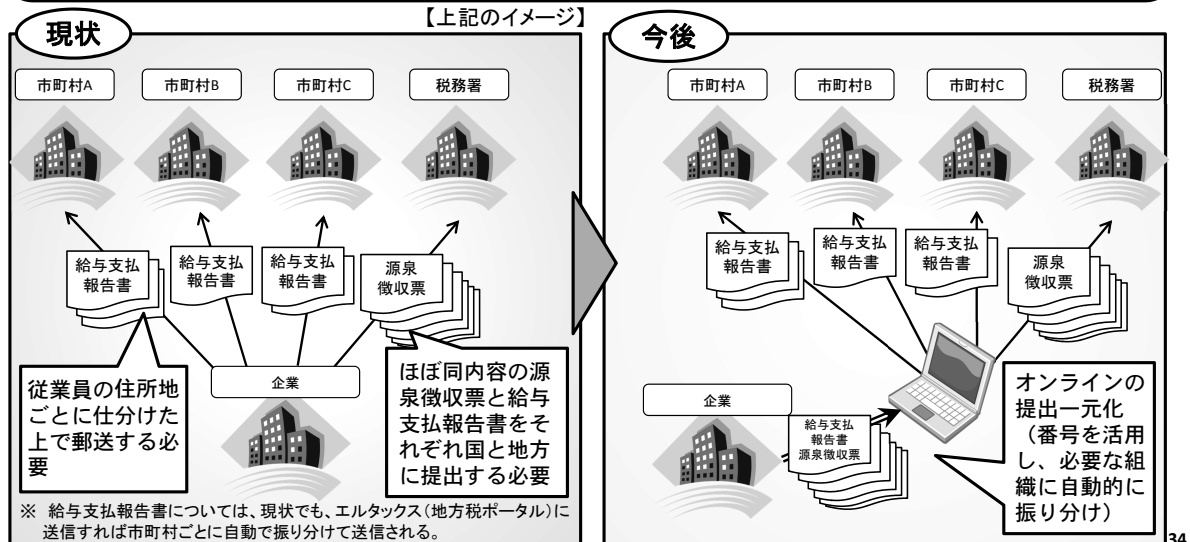 【上記のイメージ】
現状
市町村A
市町村B
市町村C
税務署
給与支払
報告書
給与支払
報告書
給与支払
報告書
源泉
徴収票
従業員の住所地
ごとに仕分けた
上で郵送する必
要
企業
ほぼ同内容の源
泉徴収票と給与
支払報告書をそ
れぞれ国と地方
に提出する必要
※ 給与支払報告書については、現状でも、エルタックス(地方税ポータル)に
送信すれば市町村ごとに自動で振り分けて送信される。
今後
市町村A
市町村B
市町村C
税務署
給与支払
報告書
給与支払
報告書
給与支払
報告書
源泉
徴収票
企業
給与支払
報告書
源泉徴収票
オンラインの
提出一元化
(番号を活用
し、必要な組
織に自動的に
振り分け)
34